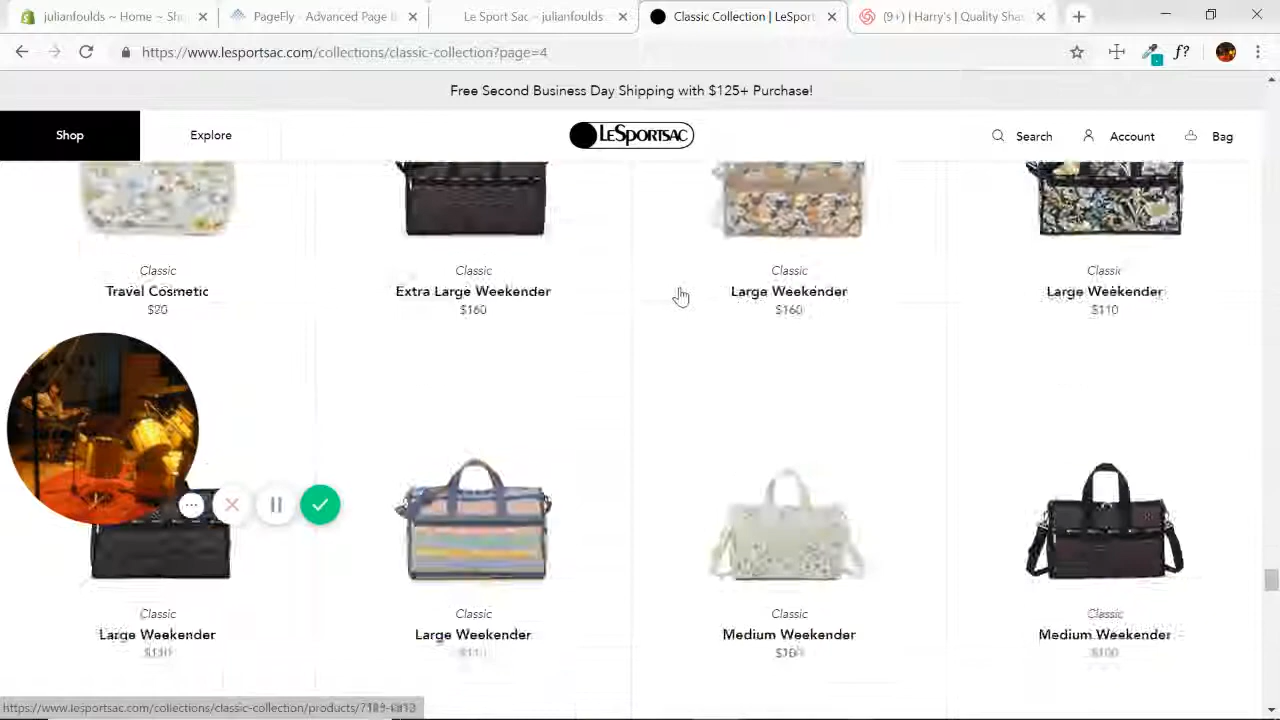 julianfoulds ~ Home ~ Sh
PageFly - Advanced Page
Le Sport Sac – julianfoulds
Classic Collection | LeSport
(9+) | Harry's | Quality Sha
https://www.lesportsac.com/collections/classic-collection?page=4
f?
Free Second Business Day Shipping with $125+ Purchase!
Shop
Explore
LeSportsac
Search
Account
Bag
Classic
Travel Cosmetic
$20
Classic
Extra Large Weekender
Classic
Large Weekender
$160
Classic
Large Weekender
$110
Classic
Large Weekender
Classic
Large Weekender
Classic
Medium Weekender
Classic
Medium Weekender
$100